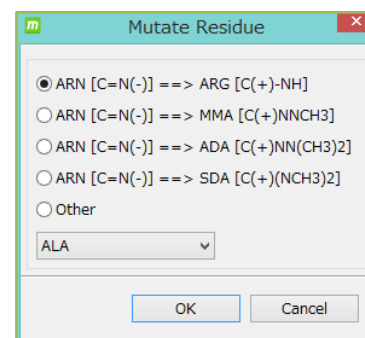 m Mutate Residue ×
ARN [C=N(-)] ==> ARG [C(+)-NH]
ARN [C=N(-)] ==> MMA [C(+)NNCH3]
ARN [C=N(-)] ==> ADA [C(+)NN(CH3)2]
ARN [C=N(-)] ==> SDA [C(+)(NCH3)2]
Other
ALA
OK Cancel